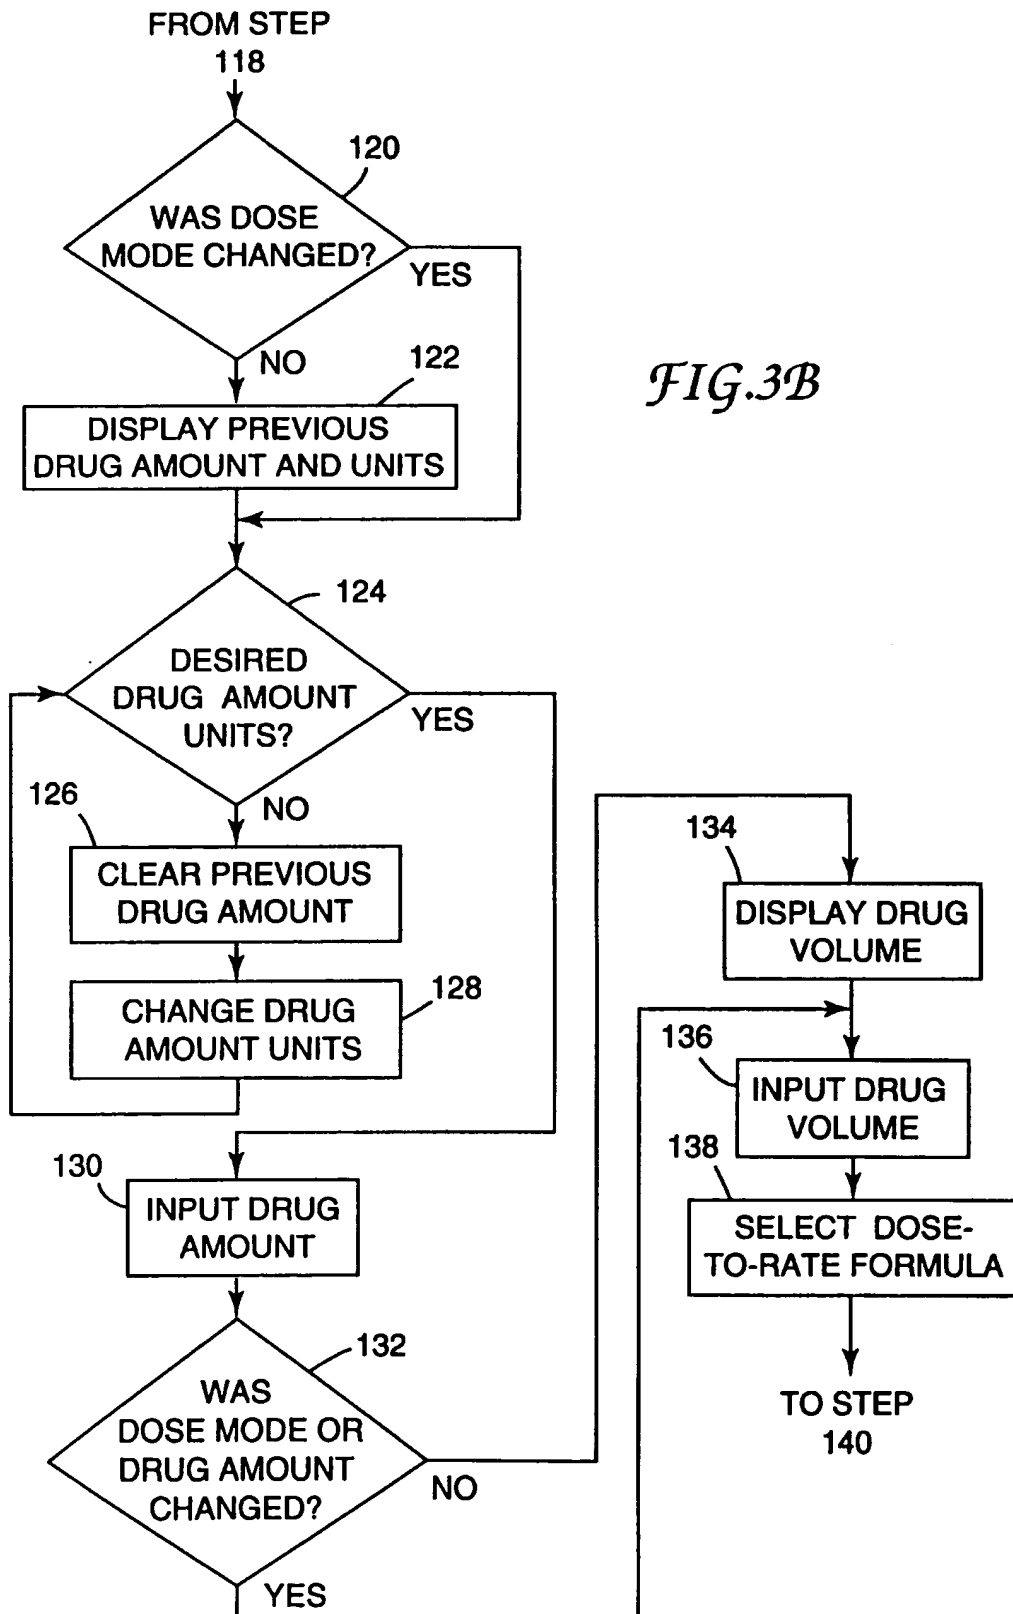 FROM STEP
118
120
WAS DOSE
MODE CHANGED?
YES
NO
122
DISPLAY PREVIOUS
DRUG AMOUNT AND UNITS
FIG.3B
124
DESIRED
DRUG AMOUNT
UNITS?
YES
NO
126
CLEAR PREVIOUS
DRUG AMOUNT
128
CHANGE DRUG
AMOUNT UNITS
130
INPUT DRUG
AMOUNT
132
WAS
DOSE MODE OR
DRUG AMOUNT
CHANGED?
NO
YES
134
DISPLAY DRUG
VOLUME
136
INPUT DRUG
VOLUME
138
SELECT DOSE-
TO-RATE FORMULA
TO STEP
140